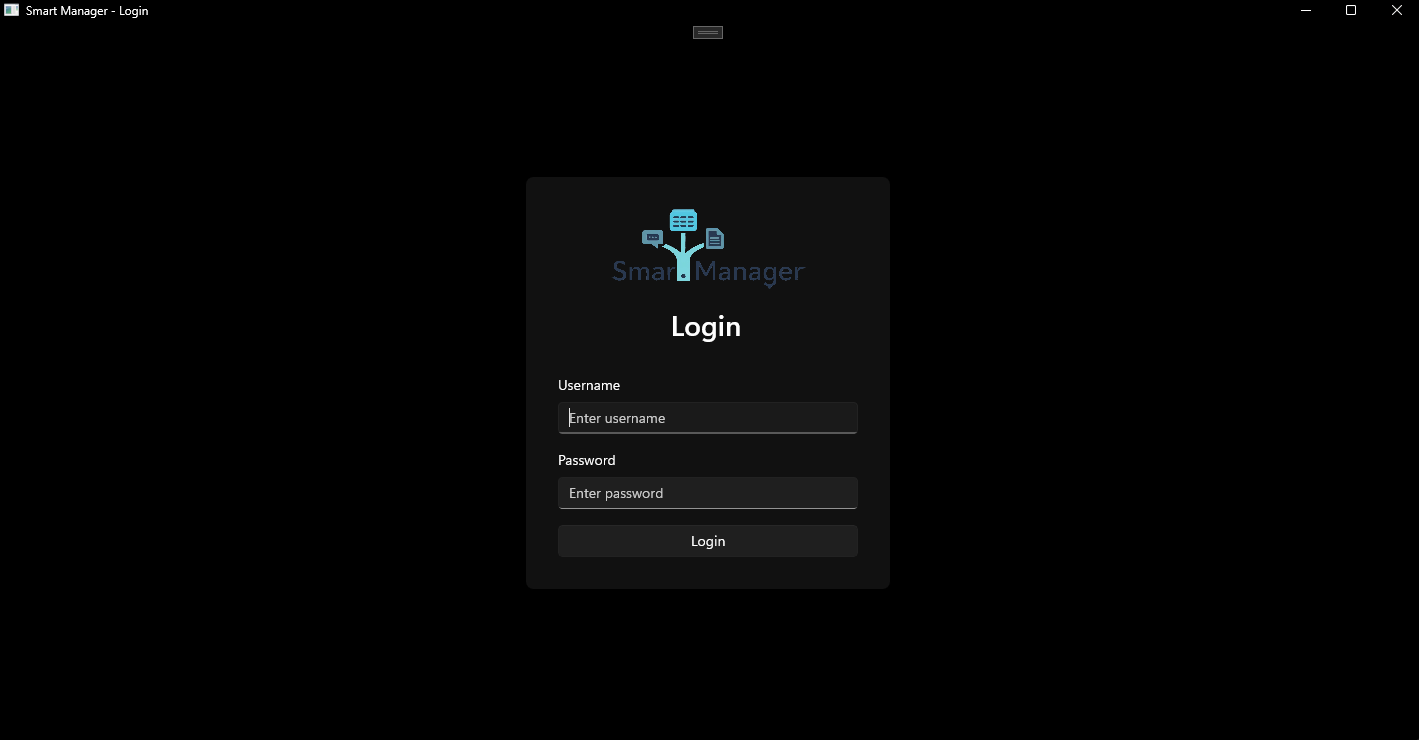 Smart Manager - Login
Smart Manager
Login
Username
Enter username
Password
Enter password
Login